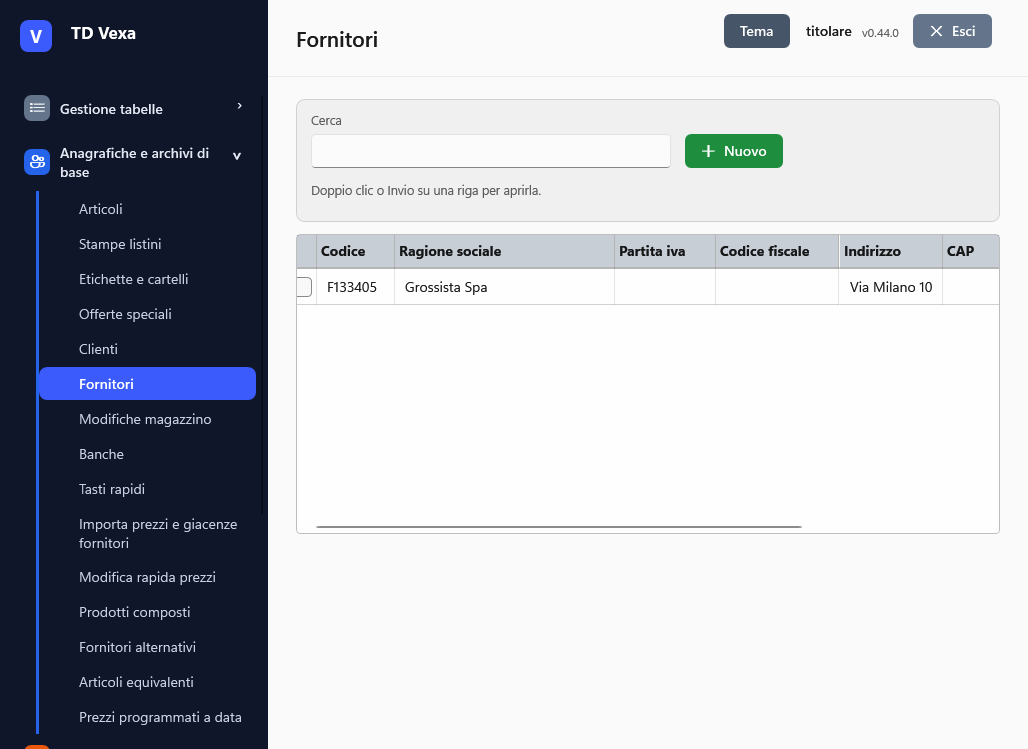 V
TD Vexa
Gestione tabelle
Anagrafiche e archivi di
base
Articoli
Stampe listini
Etichette e cartelli
Offerte speciali
Clienti
Fornitori
Modifiche magazzino
Banche
Tasti rapidi
Importa prezzi e giacenze
fornitori
Modifica rapida prezzi
Prodotti composti
Fornitori alternativi
Articoli equivalenti
Prezzi programmati a data
Fornitori
Tema
titolare
v0.44.0
Esci
Cerca
Nuovo
Doppio clic o Invio su una riga per aprirla.
Codice Ragione sociale Partita iva Codice fiscale Indirizzo CAP
F133405 Grossista Spa Via Milano 10